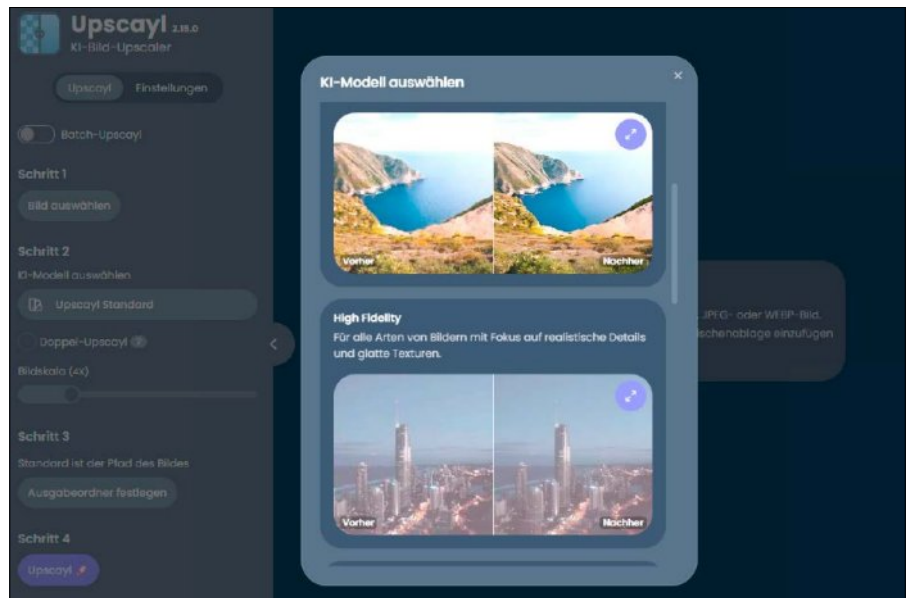 Upscayl 2.15.0
KI-Bild-Upscaler
Upscayl Einstellungen
Batch-Upscayl
Schritt 1
Bild auswählen
Schritt 2
KI-Modell auswählen
Upscayl Standard
Doppel-Upscayl ?
Bildskala (4X)
Schritt 3
Standard ist der Pfad des Bildes
Ausgabeordner festlegen
Schritt 4
Upscayl
KI-Modell auswählen
Vorher Nachher
High Fidelity
Für alle Arten von Bildern mit Fokus auf realistische Details
und glatte Texturen.
Vorher Nachher
JPEG- oder WEBP-Bild.
einzufügen